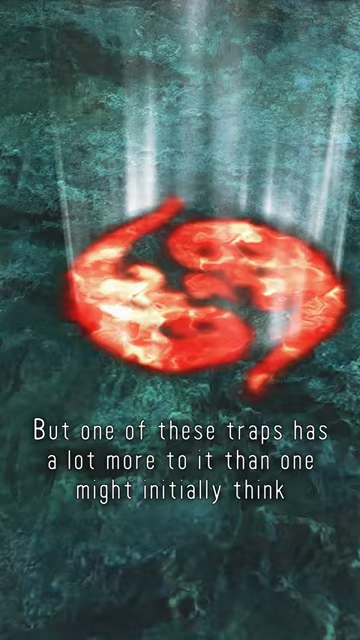 But one of these traps has
a lot more to it than one
might initially think